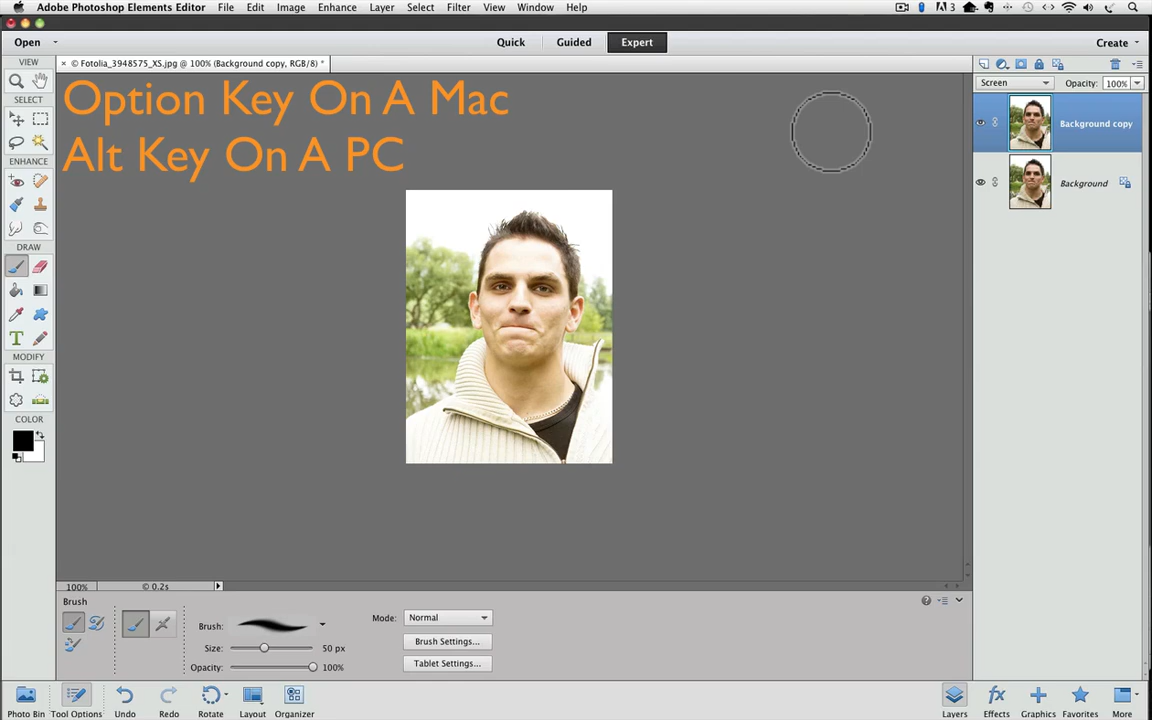 Adobe Photoshop Elements Editor File Edit Image Enhance Layer Select Filter View Window Help 3
Open Quick Guided Expert Create
VIEW
× © Fotolia_3948575_XS.jpg @ 100% (Background copy, RGB/8) *
Option Key On A Mac
Alt Key On A PC
Screen Opacity: 100%
Background copy
Background
SELECT
ENHANCE
DRAW
T
MODIFY
COLOR
100% © 0.2s
Brush
Brush:
Size: 50 px
Opacity: 100%
Mode: Normal
Brush Settings...
Tablet Settings...
Photo Bin Tool Options Undo Redo Rotate Layout Organizer
fx
Layers Effects Graphics Favorites More